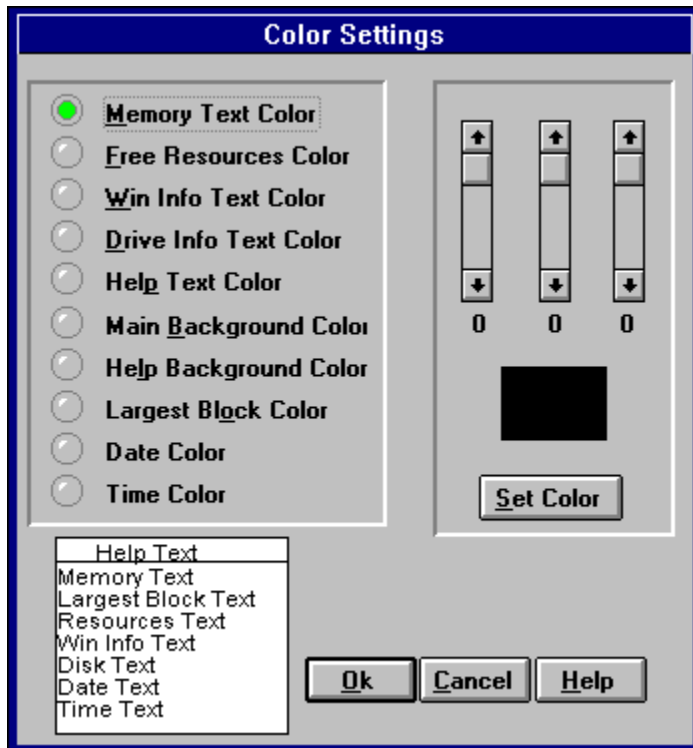 Color Settings
Memory Text Color
Free Resources Color
Win Info Text Color
Drive Info Text Color
Help Text Color
Main Background Color
Help Background Color
Largest Block Color
Date Color
Time Color
0 0 0
Set Color
Help Text
Memory Text
Largest Block Text
Resources Text
Win Info Text
Disk Text
Date Text
Time Text
Ok Cancel Help